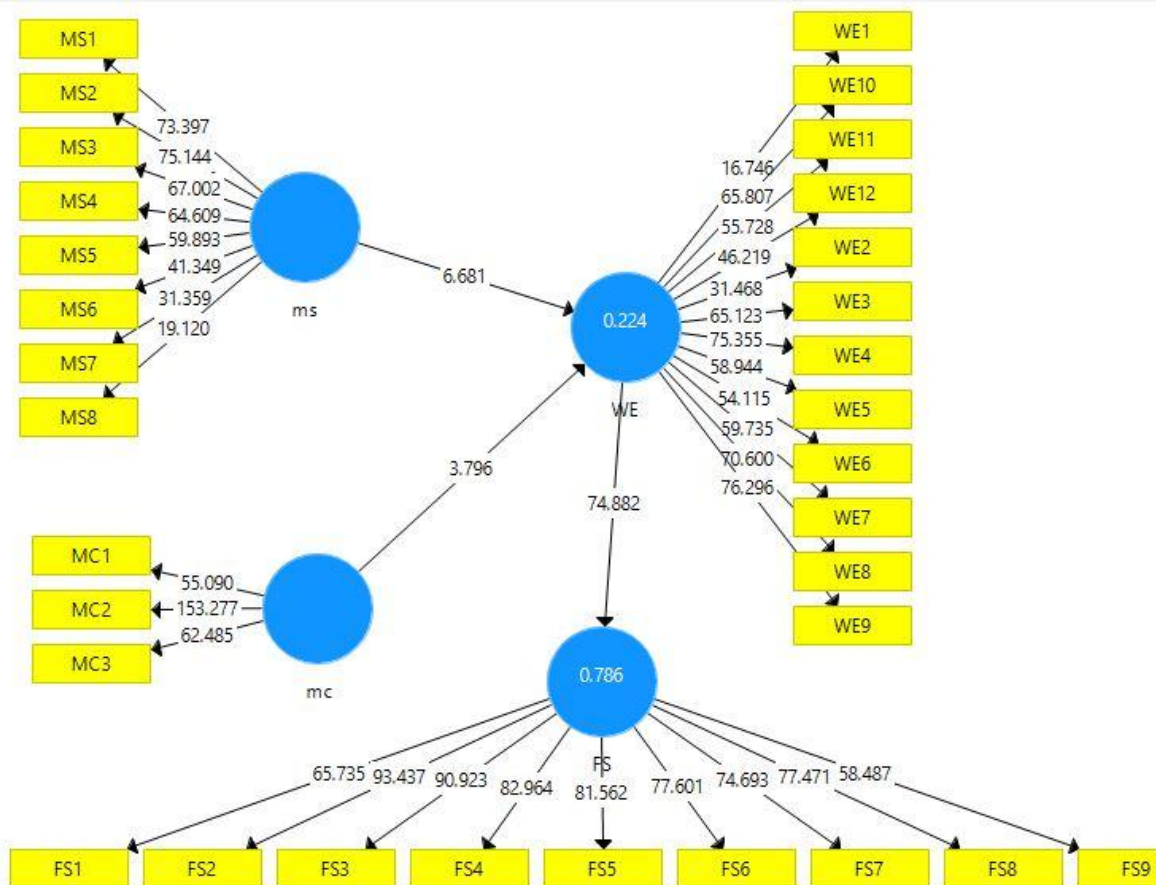 MS1
MS2
MS3
MS4
MS5
MS6
MS7
MS8
73.397
75.144
67.002
64.609
59.893
41.349
31.359
19.120
ms
6.681
MC1
MC2
MC3
55.090
153.277
62.485
mc
3.796
0.224
WE
WE1
WE10
WE11
WE12
WE2
WE3
WE4
WE5
WE6
WE7
WE8
WE9
16.746
65.807
55.728
46.219
31.468
65.123
75.355
58.944
54.115
59.735
70.600
76.296
74.882
0.786
FS
65.735
93.437
90.923
82.964
81.562
77.601
74.693
77.471
58.487
FS1
FS2
FS3
FS4
FS5
FS6
FS7
FS8
FS9